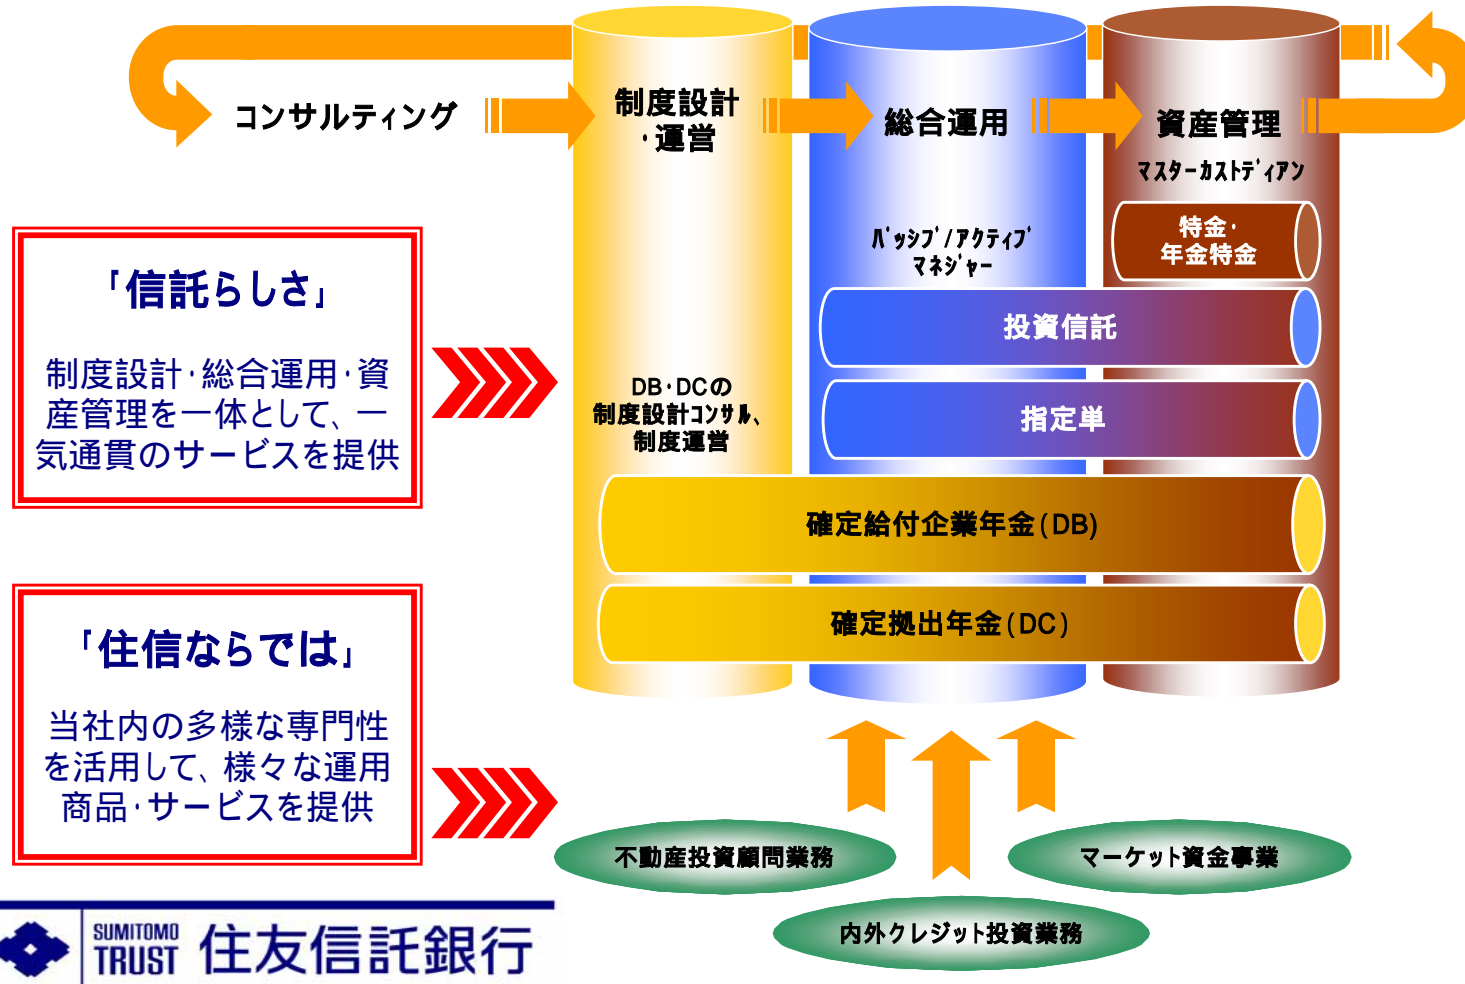 コンサルティング
制度設計
・運営
総合運用
資産管理
ﾏｽﾀｰｶｽﾄﾃﾞｨｱﾝ
ﾊﾟｯｼﾌﾞ/ｱｸﾃｨﾌﾞ
ﾏﾈｼﾞｬｰ
特金・
年金特金
投資信託
指定単
DB・DCの
制度設計ｺﾝｻﾙ、
制度運営
確定給付企業年金(DB)
確定拠出年金(DC)
「信託らしさ」
制度設計・総合運用・資
産管理を一体として、一
気通貫のサービスを提供
「住信ならでは」
当社内の多様な専門性
を活用して、様々な運用
商品・サービスを提供
不動産投資顧問業務
マーケット資金事業
内外クレジット投資業務
SUMITOMO
TRUST
住友信託銀行